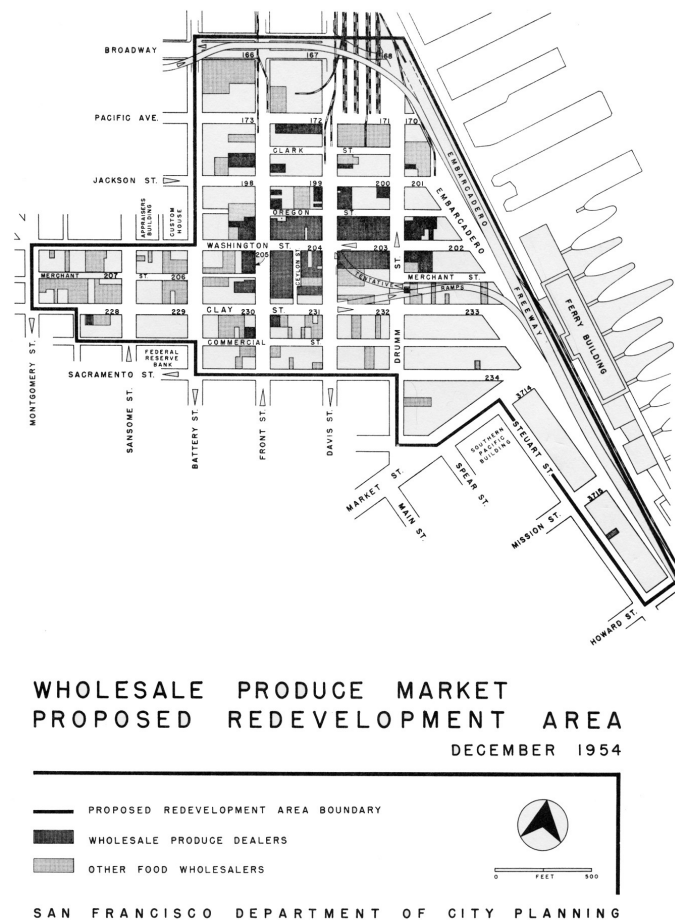 BROADWAY
166
167
168
PACIFIC AVE.
173
172
171
170
CLARK ST.
JACKSON ST.
198
199
200
201
OREGON ST
APPRAISERS BUILDING
CUSTOM HOUSE
EMBARCADERO
EMBARCADERO
FREEWAY
WASHINGTON ST.
204
203
202
205
CEYLON ST.
MERCHANT ST.
207
206
TENTATIVE RAMPS
MERCHANT ST.
228
229
CLAY ST.
230
231
232
233
COMMERCIAL ST.
DRUMM ST.
FERRY BUILDING
FEDERAL RESERVE BANK
SACRAMENTO ST.
234
3714
3715
MONTGOMERY ST.
SANSOME ST.
BATTERY ST.
FRONT ST.
DAVIS ST.
MARKET ST.
MAIN ST.
SPEAR ST.
SOUTHERN PACIFIC BUILDING
STEUART ST.
MISSION ST.
HOWARD ST.
WHOLESALE PRODUCE MARKET
PROPOSED REDEVELOPMENT AREA
DECEMBER 1954
PROPOSED REDEVELOPMENT AREA BOUNDARY
WHOLESALE PRODUCE DEALERS
OTHER FOOD WHOLESALERS
0 FEET 500
SAN FRANCISCO DEPARTMENT OF CITY PLANNING